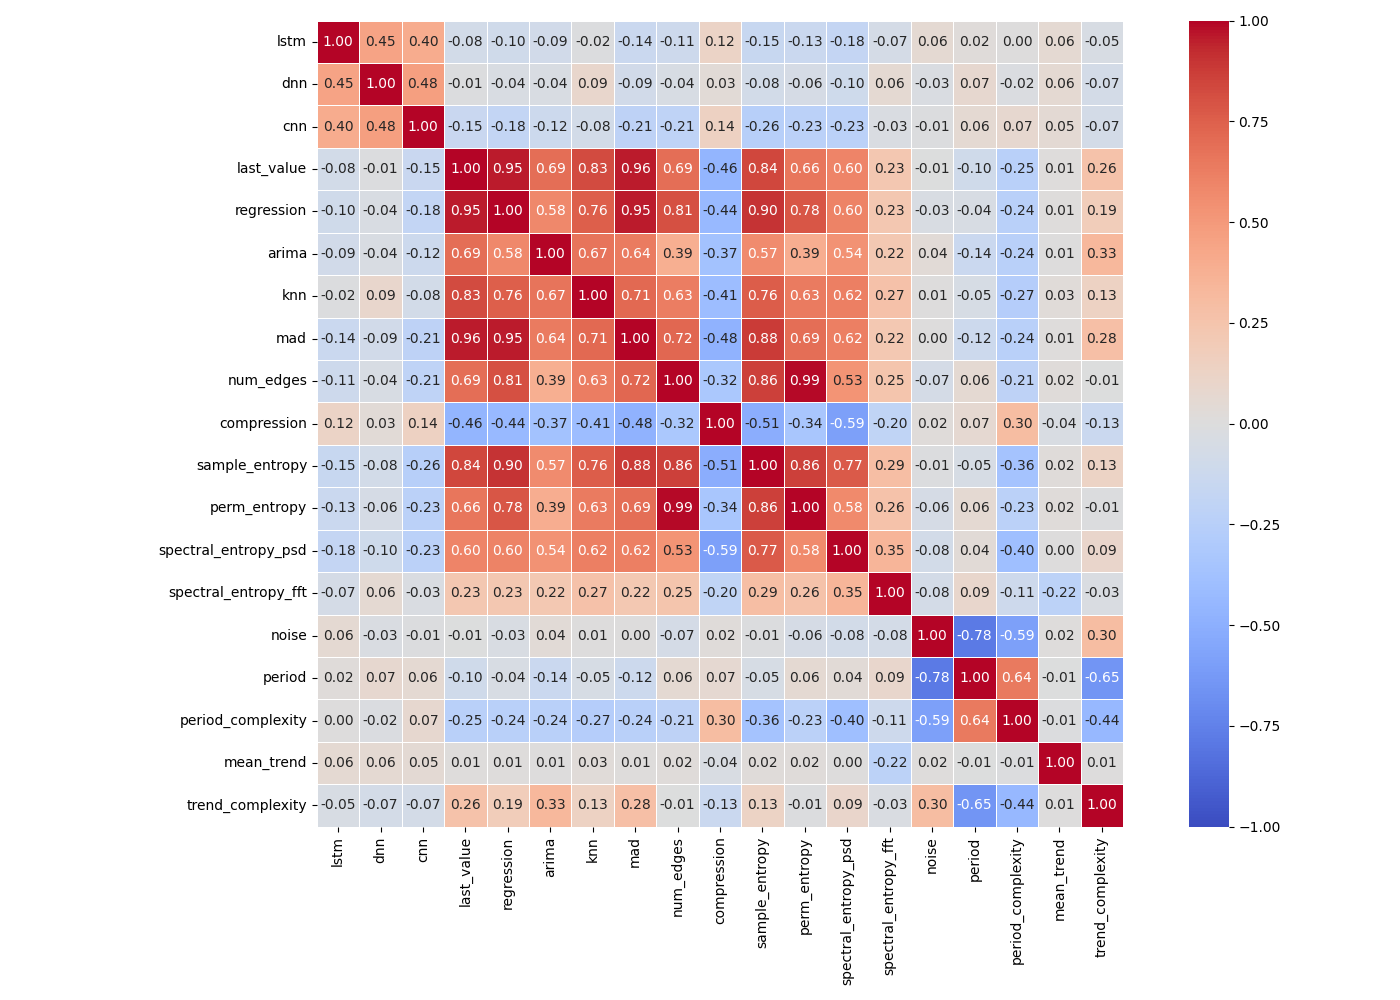 lstm 1.00 0.45 0.40 -0.08 -0.10 -0.09 -0.02 -0.14 -0.11 0.12 -0.15 -0.13 -0.18 -0.07 0.06 0.02 0.00 0.06 -0.05
dnn 0.45 1.00 0.48 -0.01 -0.04 -0.04 0.09 -0.09 -0.04 0.03 -0.08 -0.06 -0.10 0.06 -0.03 0.07 -0.02 0.06 -0.07
cnn 0.40 0.48 1.00 -0.15 -0.18 -0.12 -0.08 -0.21 -0.21 0.14 -0.26 -0.23 -0.23 -0.03 -0.01 0.06 0.07 0.05 -0.07
last_value -0.08 -0.01 -0.15 1.00 0.95 0.69 0.83 0.96 0.69 -0.46 0.84 0.66 0.60 0.23 -0.01 -0.10 -0.25 0.01 0.26
regression -0.10 -0.04 -0.18 0.95 1.00 0.58 0.76 0.95 0.81 -0.44 0.90 0.78 0.60 0.23 -0.03 -0.04 -0.24 0.01 0.19
arima -0.09 -0.04 -0.12 0.69 0.58 1.00 0.67 0.64 0.39 -0.37 0.57 0.39 0.54 0.22 0.04 -0.14 -0.24 0.01 0.33
knn -0.02 0.09 -0.08 0.83 0.76 0.67 1.00 0.71 0.63 -0.41 0.76 0.63 0.62 0.27 0.01 -0.05 -0.27 0.03 0.13
mad -0.14 -0.09 -0.21 0.96 0.95 0.64 0.71 1.00 0.72 -0.48 0.88 0.69 0.62 0.22 0.00 -0.12 -0.24 0.01 0.28
num_edges -0.11 -0.04 -0.21 0.69 0.81 0.39 0.63 0.72 1.00 -0.32 0.86 0.99 0.53 0.25 -0.07 0.06 -0.21 0.02 -0.01
compression 0.12 0.03 0.14 -0.46 -0.44 -0.37 -0.41 -0.48 -0.32 1.00 -0.51 -0.34 -0.59 -0.20 0.02 0.07 0.30 -0.04 -0.13
sample_entropy -0.15 -0.08 -0.26 0.84 0.90 0.57 0.76 0.88 0.86 -0.51 1.00 0.86 0.77 0.29 -0.01 -0.05 -0.36 0.02 0.13
perm_entropy -0.13 -0.06 -0.23 0.66 0.78 0.39 0.63 0.69 0.99 -0.34 0.86 1.00 0.58 0.26 -0.06 0.06 -0.23 0.02 -0.01
spectral_entropy_psd -0.18 -0.10 -0.23 0.60 0.60 0.54 0.62 0.62 0.53 -0.59 0.77 0.58 1.00 0.35 -0.08 0.04 -0.40 0.00 0.09
spectral_entropy_fft -0.07 0.06 -0.03 0.23 0.23 0.22 0.27 0.22 0.25 -0.20 0.29 0.26 0.35 1.00 -0.08 0.09 -0.11 -0.22 -0.03
noise 0.06 -0.03 -0.01 -0.01 -0.03 0.04 0.01 0.00 -0.07 0.02 -0.01 -0.06 -0.08 -0.08 1.00 -0.78 -0.59 0.02 0.30
period 0.02 0.07 0.06 -0.10 -0.04 -0.14 -0.05 -0.12 0.06 0.07 -0.05 0.06 0.04 0.09 -0.78 1.00 0.64 -0.01 -0.65
period_complexity 0.00 -0.02 0.07 -0.25 -0.24 -0.24 -0.27 -0.24 -0.21 0.30 -0.36 -0.23 -0.40 -0.11 -0.59 0.64 1.00 -0.01 -0.44
mean_trend 0.06 0.06 0.05 0.01 0.01 0.01 0.03 0.01 0.02 -0.04 0.02 0.02 0.00 -0.22 0.02 -0.01 -0.01 1.00 0.01
trend_complexity -0.05 -0.07 -0.07 0.26 0.19 0.33 0.13 0.28 -0.01 -0.13 0.13 -0.01 0.09 -0.03 0.30 -0.65 -0.44 0.01 1.00
lstm
dnn
cnn
last_value
regression
arima
knn
mad
num_edges
compression
sample_entropy
perm_entropy
spectral_entropy_psd
spectral_entropy_fft
noise
period
period_complexity
mean_trend
trend_complexity
1.00
0.75
0.50
0.25
0.00
−0.25
−0.50
−0.75
−1.00